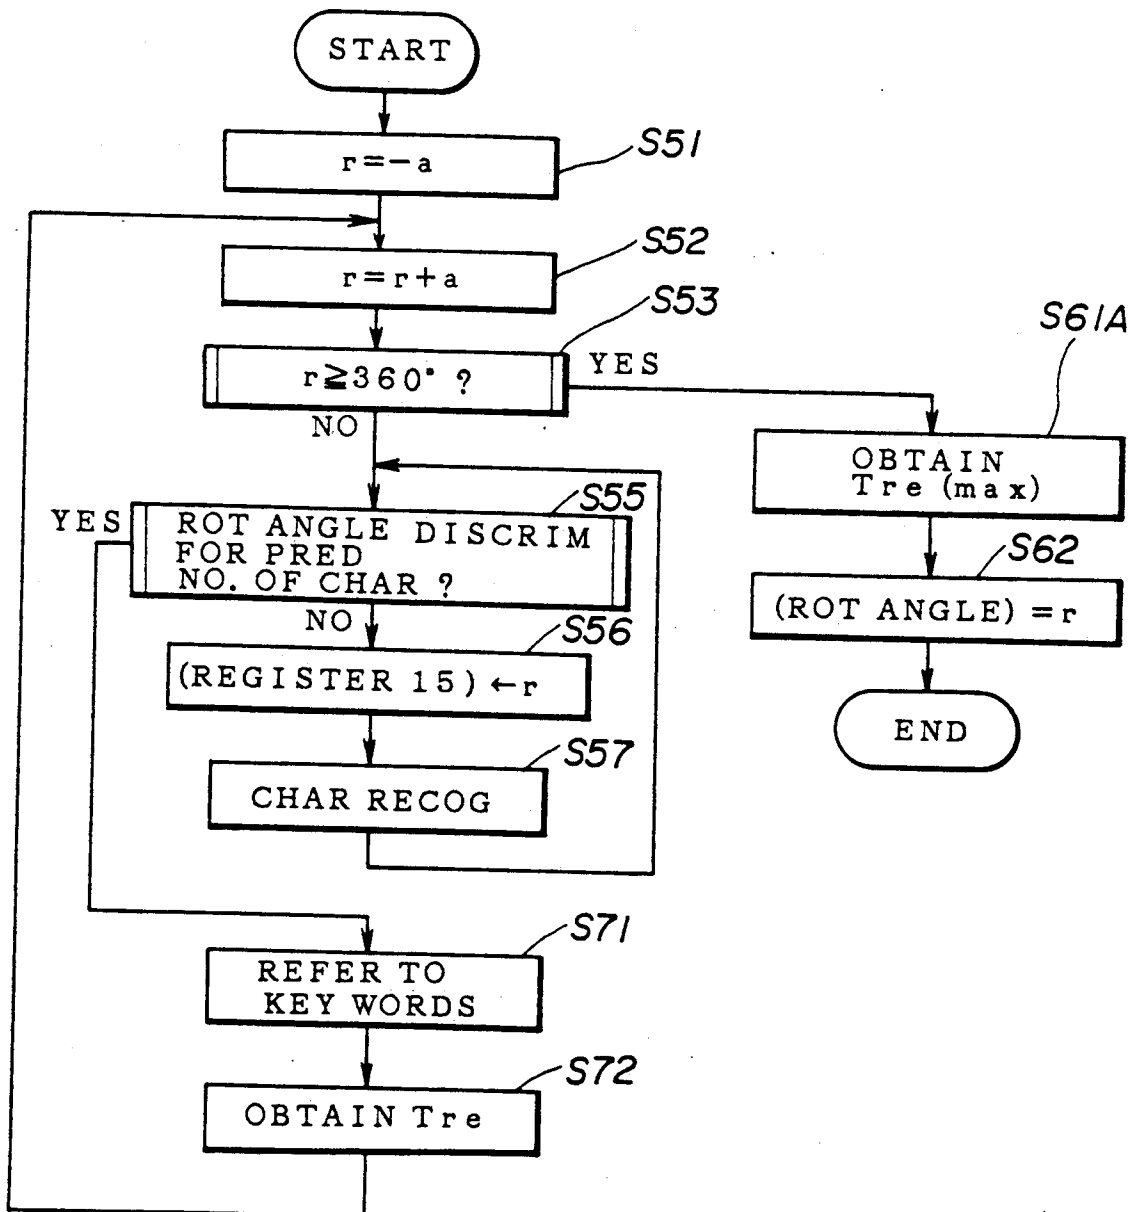 START
S51
r=-a
S52
r=r+a
S53
r≧360° ?
YES
NO
S61A
OBTAIN
Tre (max)
S62
(ROT ANGLE) =r
END
S55
YES
ROT ANGLE DISCRIM
FOR PRED
NO. OF CHAR ?
NO
S56
(REGISTER 15) ←r
S57
CHAR RECOG
S71
REFER TO
KEY WORDS
S72
OBTAIN Tre